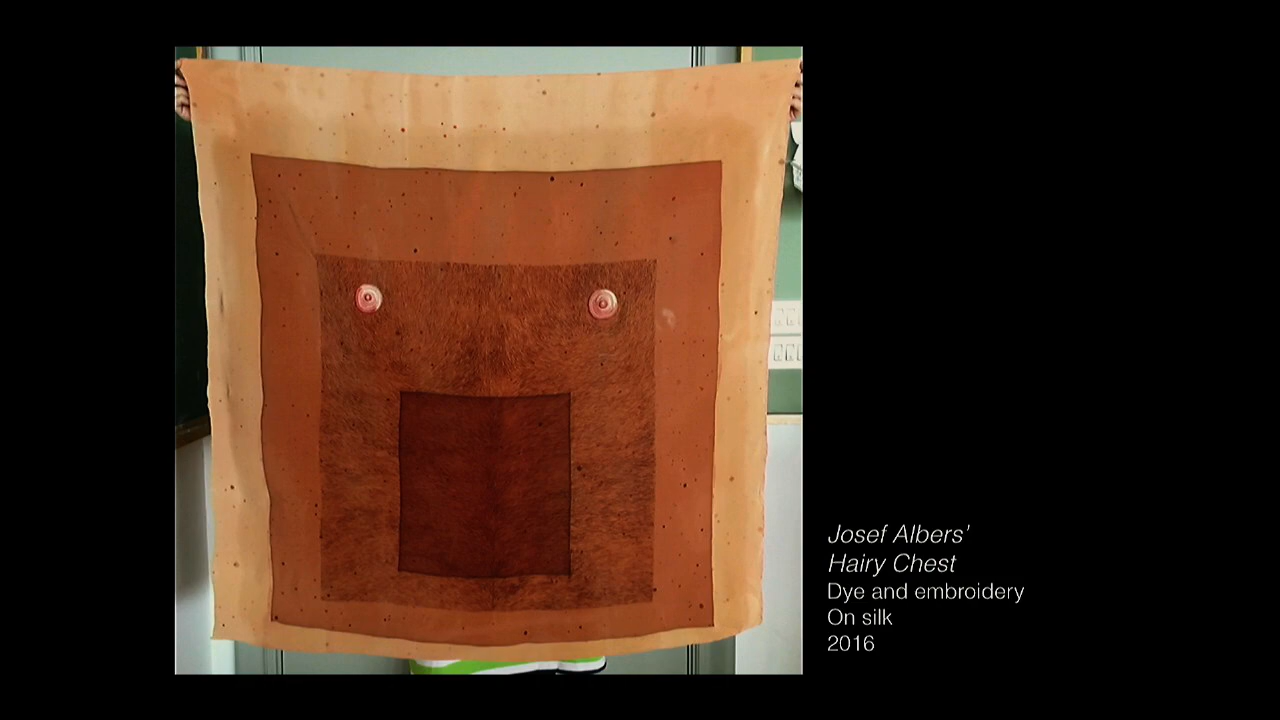 Josef Albers'
Hairy Chest
Dye and embroidery
On silk
2016